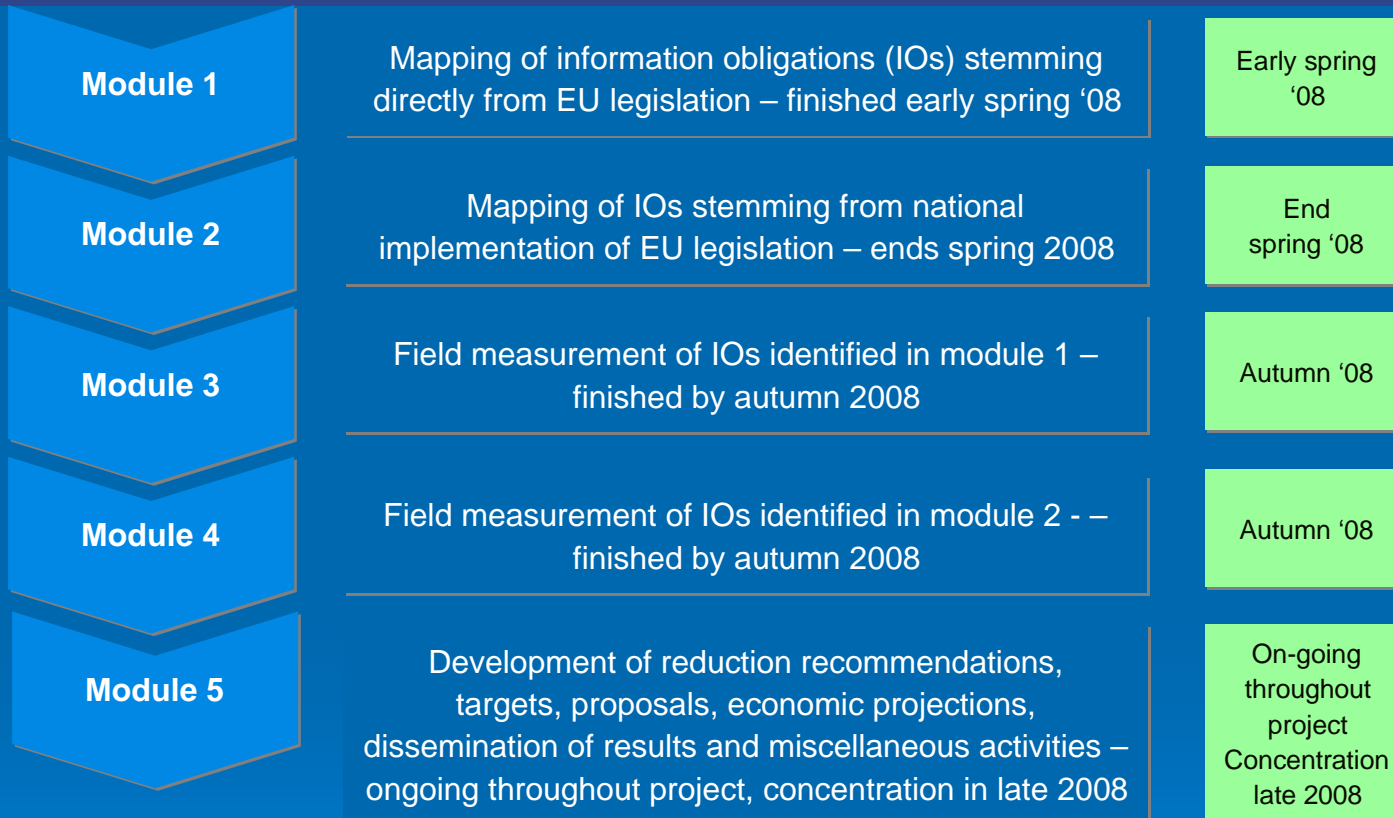 Module 1
Mapping of information obligations (IOs) stemming
directly from EU legislation – finished early spring ‘08
Early spring
‘08
Module 2
Mapping of IOs stemming from national
implementation of EU legislation – ends spring 2008
End
spring ‘08
Module 3
Field measurement of IOs identified in module 1 –
finished by autumn 2008
Autumn ‘08
Module 4
Field measurement of IOs identified in module 2 - –
finished by autumn 2008
Autumn ‘08
Module 5
Development of reduction recommendations,
targets, proposals, economic projections,
dissemination of results and miscellaneous activities –
ongoing throughout project, concentration in late 2008
On-going
throughout
project
Concentration
late 2008